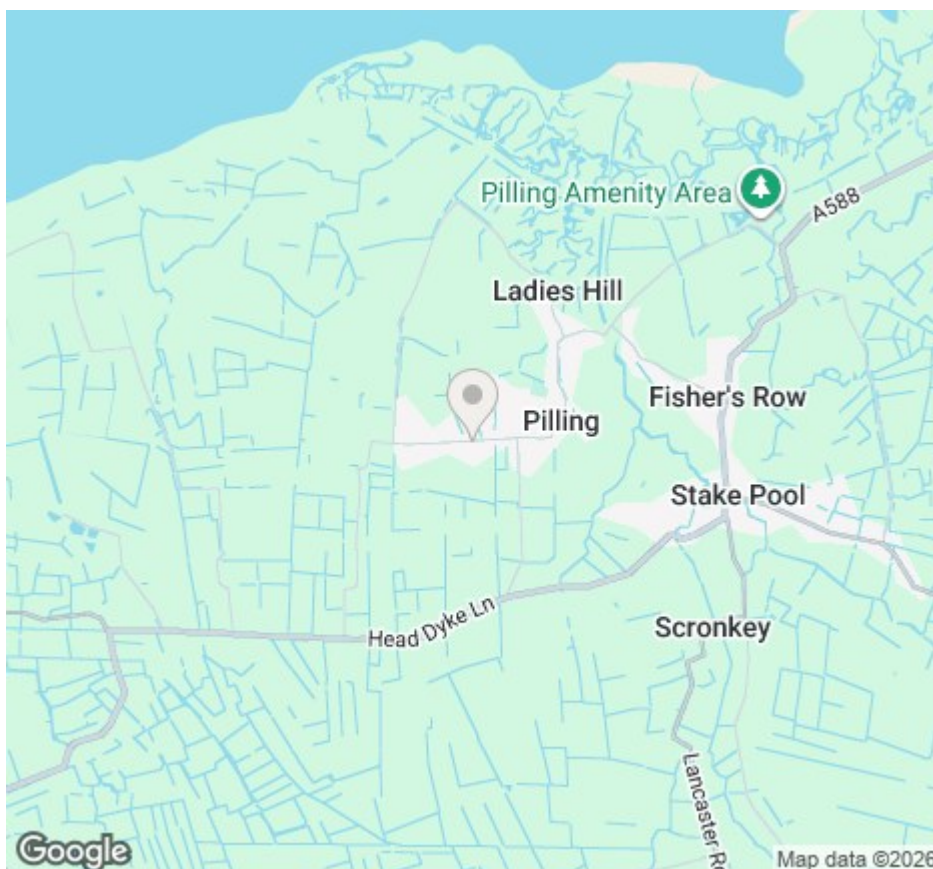 Pilling Amenity Area
A588
Ladies Hill
Fisher's Row
Pilling
Stake Pool
Head Dyke Ln
Scronkey
Lancaster
Google
Map data ©2026